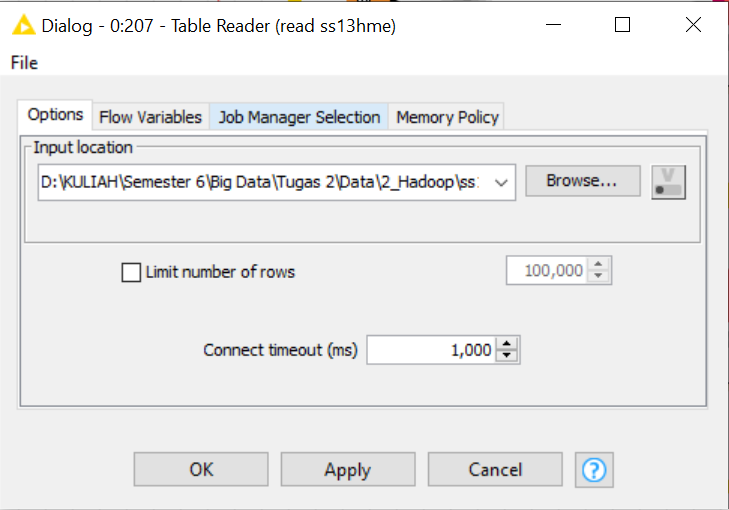 Dialog - 0:207 - Table Reader (read ss13hme)
File
Options Flow Variables Job Manager Selection Memory Policy
Input location
D:\KULIAH\Semester 6\Big Data\Tugas 2\Data\2_Hadoop\ss Browse... V
Limit number of rows 100,000
Connect timeout (ms) 1,000
OK Apply Cancel ?